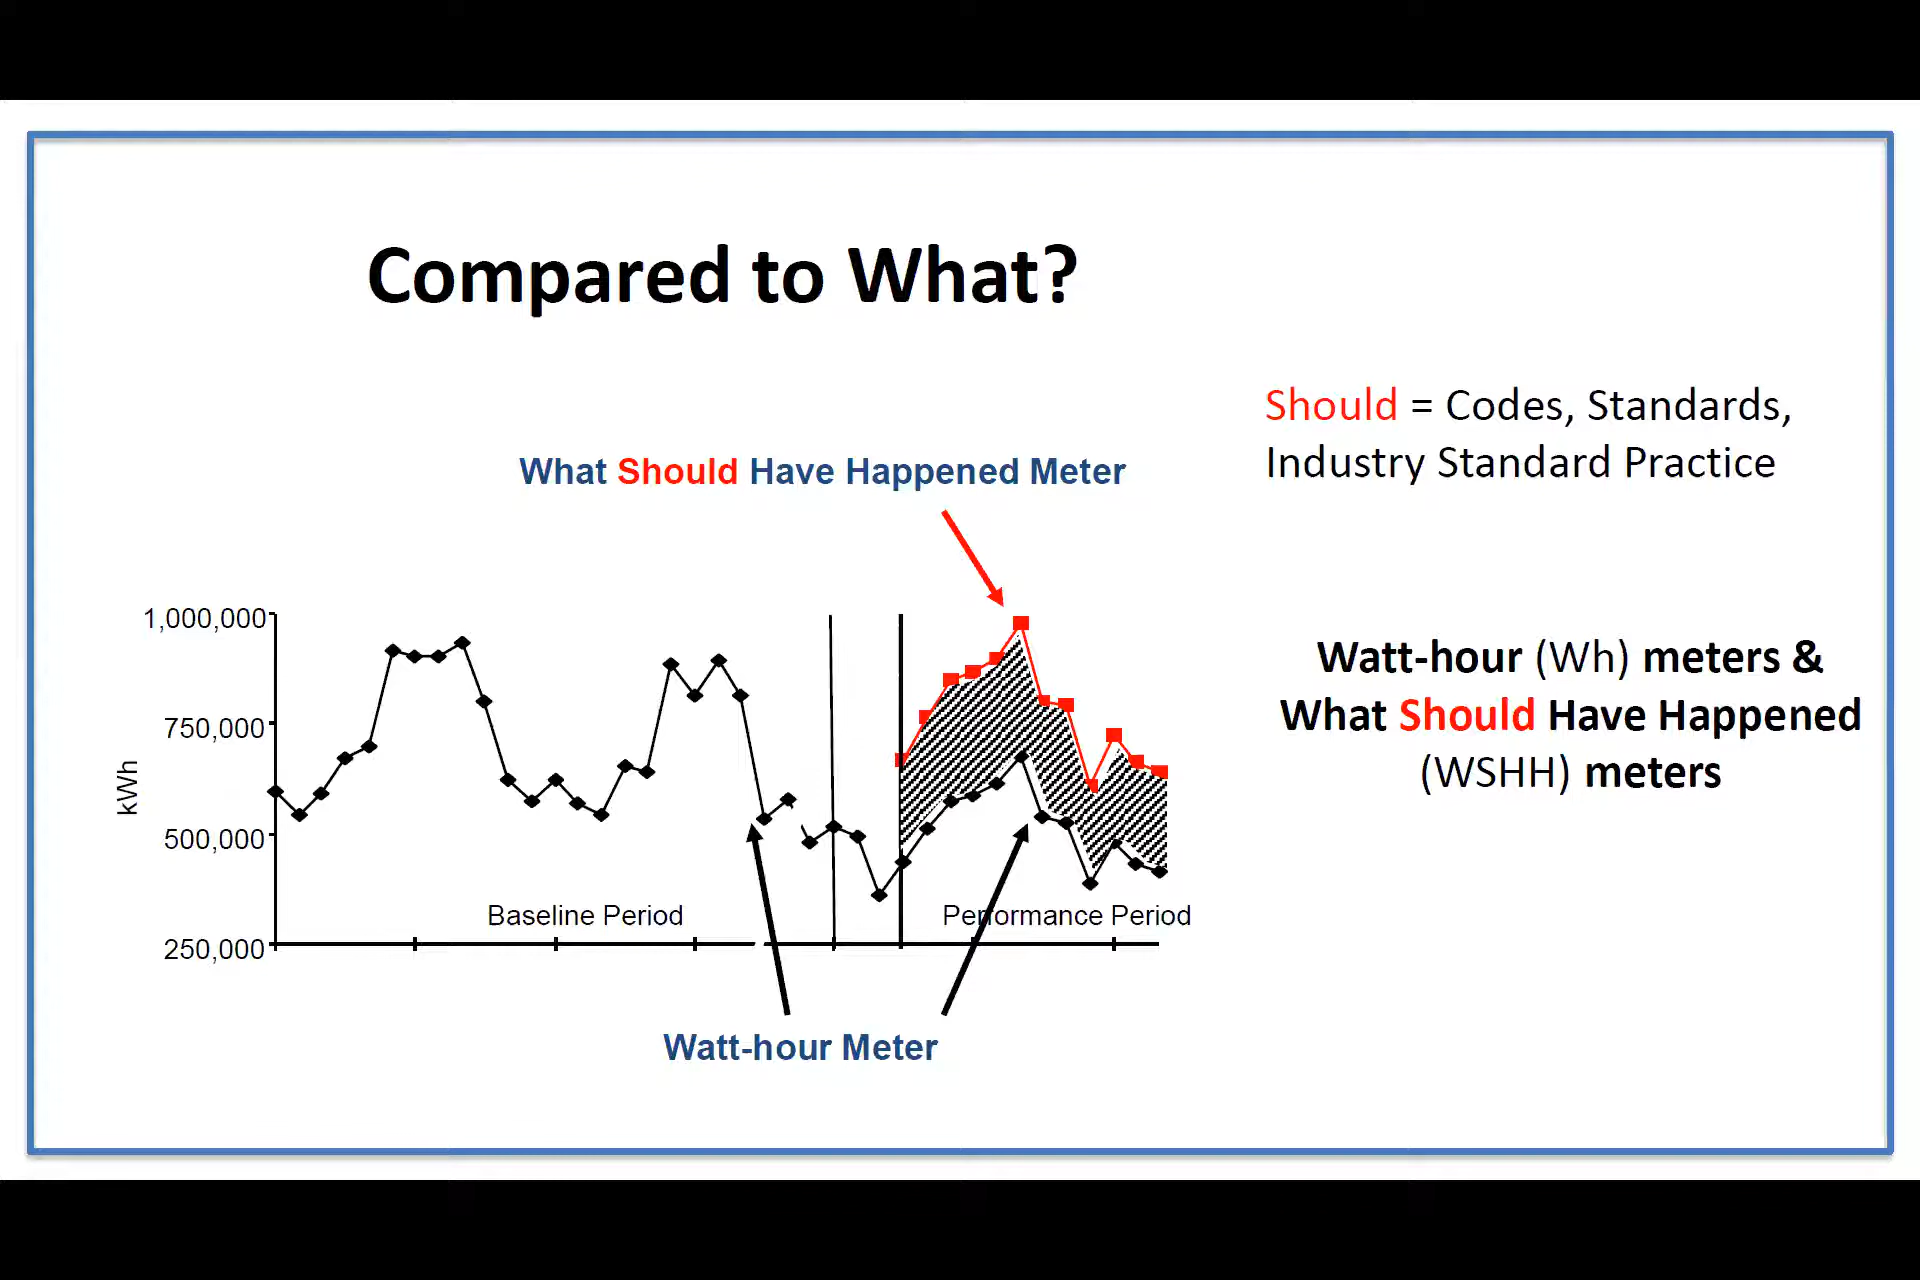 Compared to What?
Should = Codes, Standards,
Industry Standard Practice
What Should Have Happened Meter
1,000,000
750,000
500,000
250,000
kWh
Baseline Period
Performance Period
Watt-hour Meter
Watt-hour (Wh) meters &
What Should Have Happened
(WSHH) meters